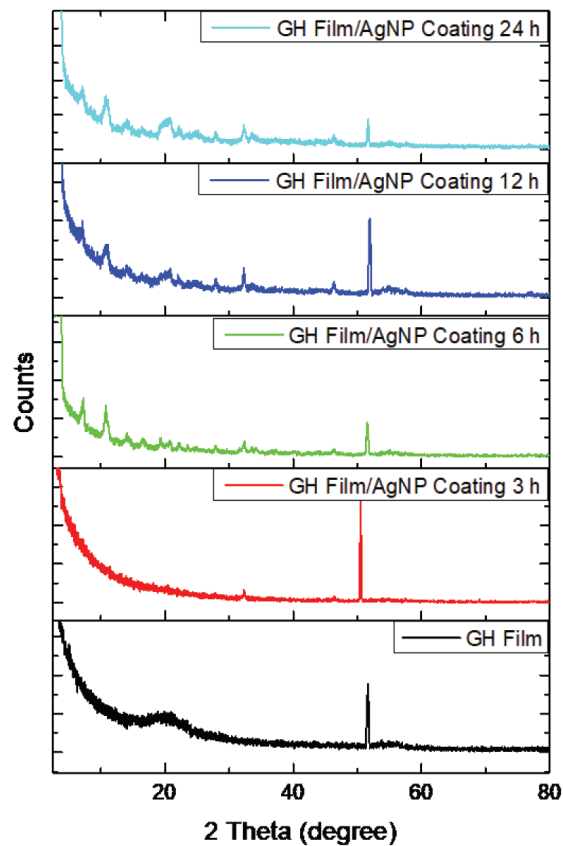 GH Film/AgNP Coating 24 h
GH Film/AgNP Coating 12 h
GH Film/AgNP Coating 6 h
GH Film/AgNP Coating 3 h
GH Film
Counts
20 40 60 80
2 Theta (degree)